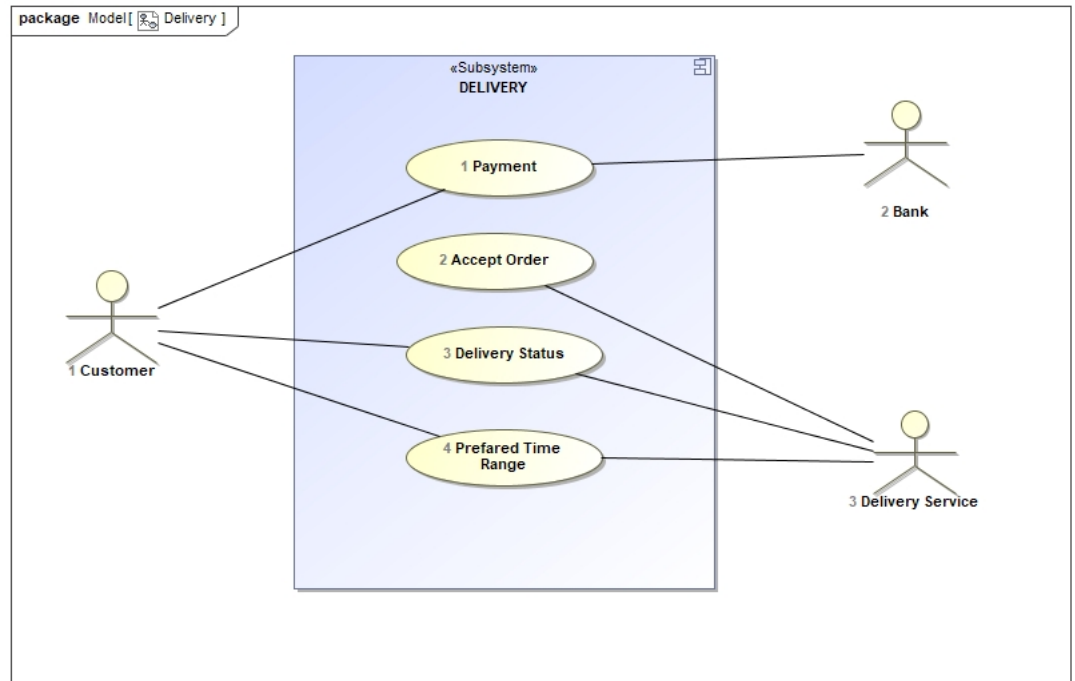 package Model[ Delivery ]
«Subsystem»
DELIVERY
1 Payment
2 Bank
2 Accept Order
1 Customer
3 Delivery Status
4 Prefared Time
Range
3 Delivery Service